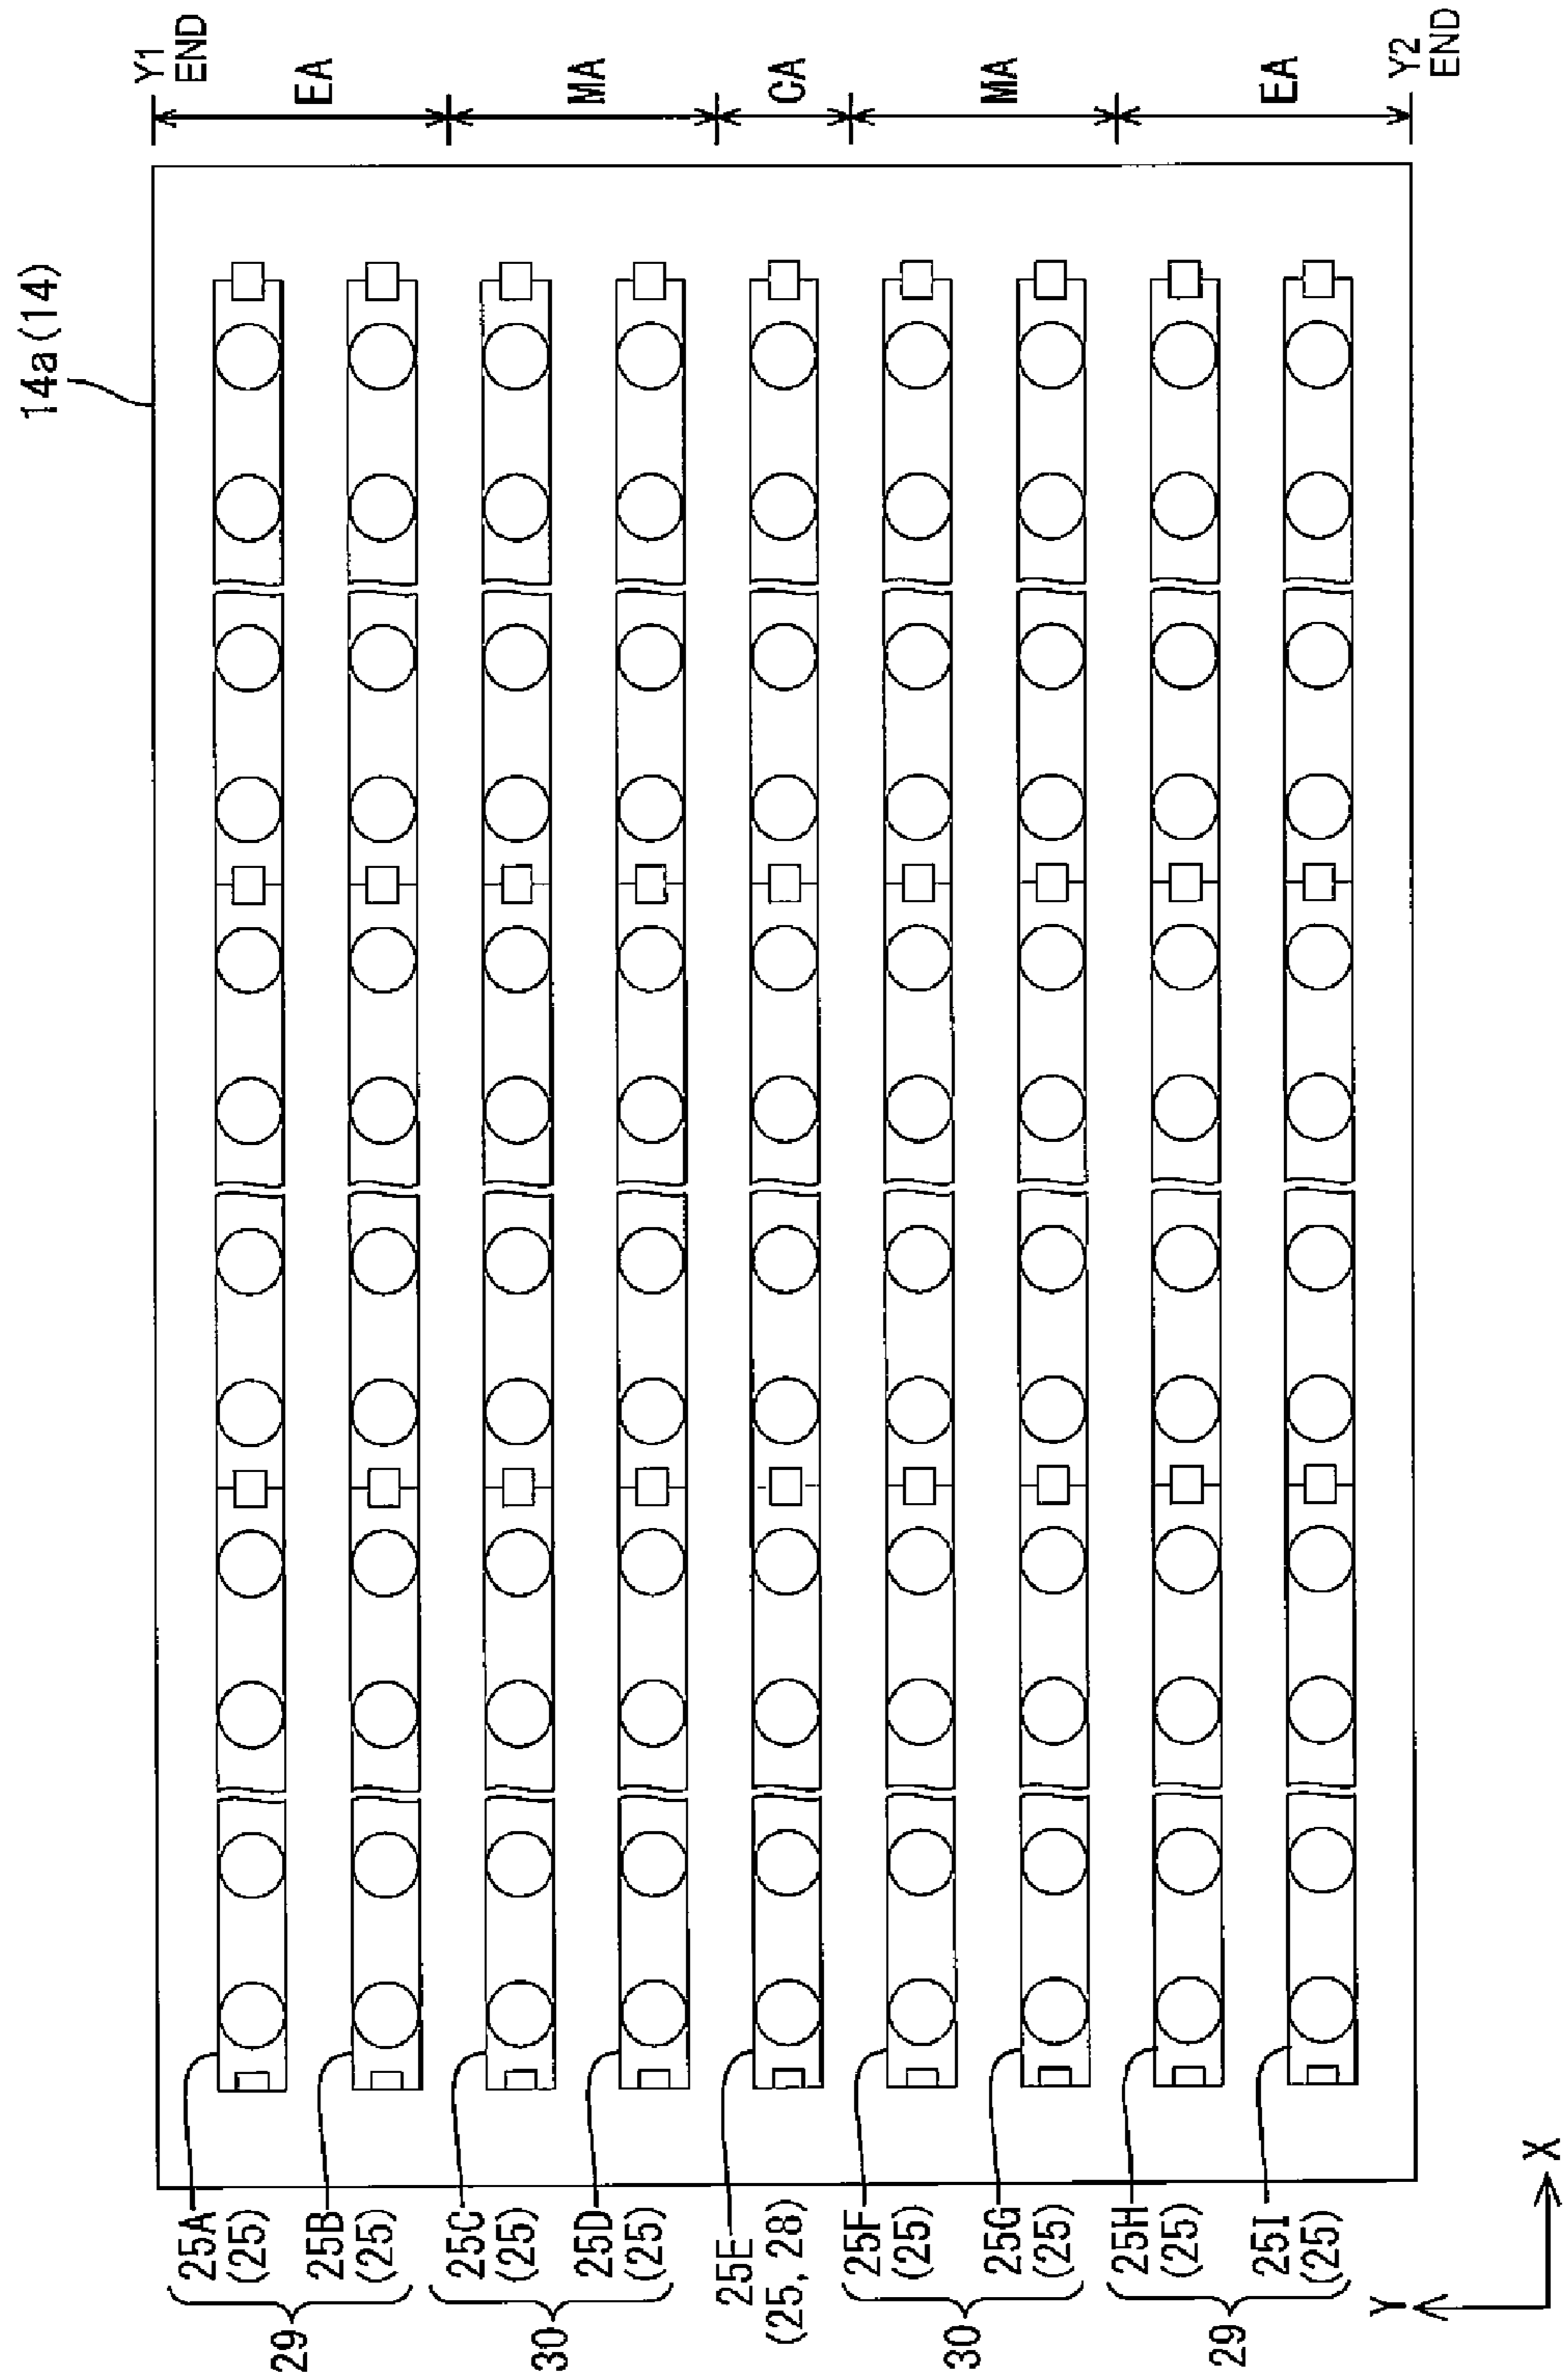 14a(14)
Y1
END
EA
MA
CA
MA
EA
Y2
END
29
25A
(25)
25B
(25)
30
25C
(25)
25D
(25)
25E
(25, 28)
30
25F
(25)
25G
(25)
29
25H
(25)
25I
(25)
Y
X